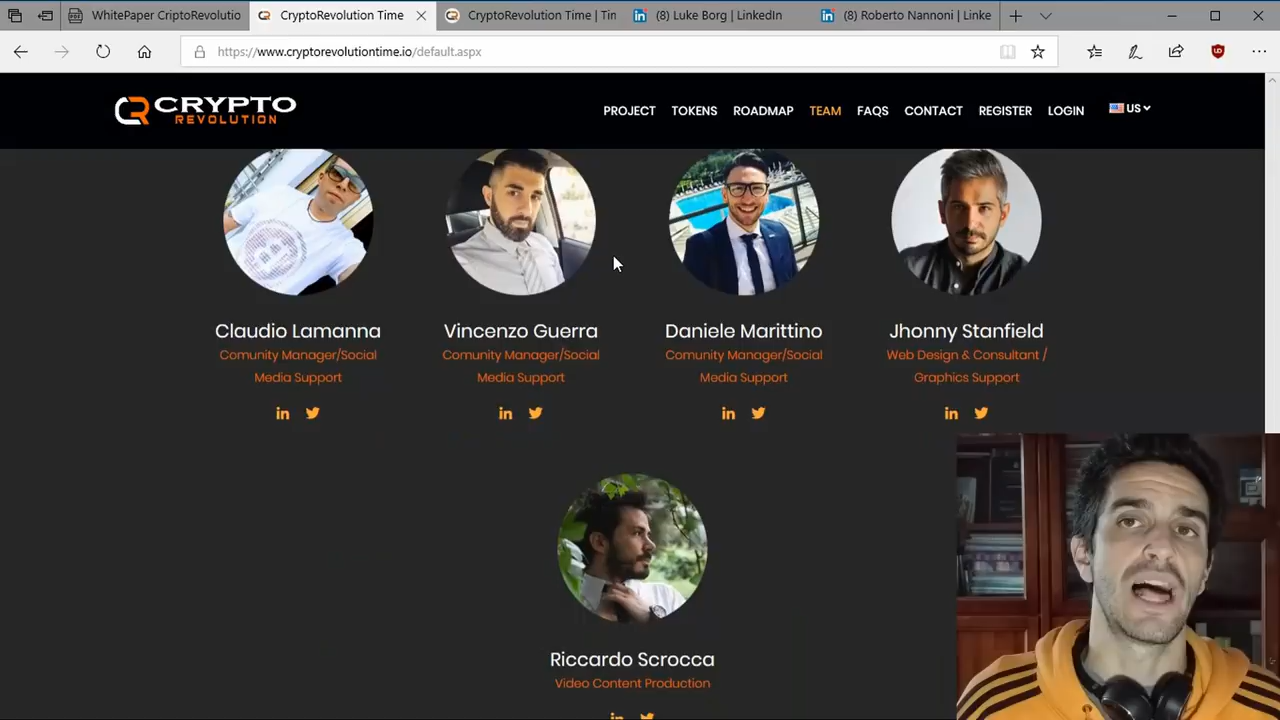 WhitePaper CriptoRevolutio
CryptoRevolution Time
CryptoRevolution Time | Tin
(8) Luke Borg | LinkedIn
(8) Roberto Nannoni | Linke
https://www.cryptorevolutiontime.io/default.aspx
CRYPTO
REVOLUTION
PROJECT TOKENS ROADMAP TEAM FAQS CONTACT REGISTER LOGIN US
Claudio Lamanna
Comunity Manager/Social
Media Support
Vincenzo Guerra
Comunity Manager/Social
Media Support
Daniele Marittino
Comunity Manager/Social
Media Support
Jhonny Stanfield
Web Design & Consultant /
Graphics Support
Riccardo Scrocca
Video Content Production